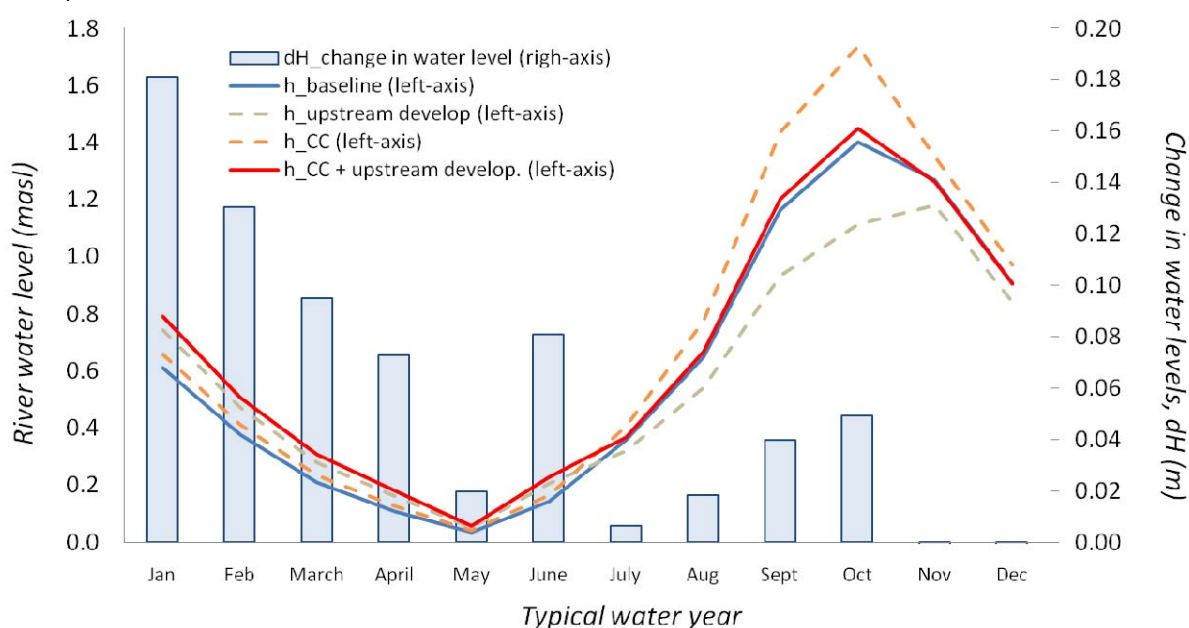 1.8
1.6
1.4
1.2
1.0
0.8
0.6
0.4
0.2
0.0
River water level (masl)
dH_change in water level (righ-axis)
h_baseline (left-axis)
h_upstream develop (left-axis)
h_CC (left-axis)
h_CC + upstream develop. (left-axis)
0.20
0.18
0.16
0.14
0.12
0.10
0.08
0.06
0.04
0.02
0.00
Change in water levels, dH (m)
Jan Feb March April May June July Aug Sept Oct Nov Dec
Typical water year